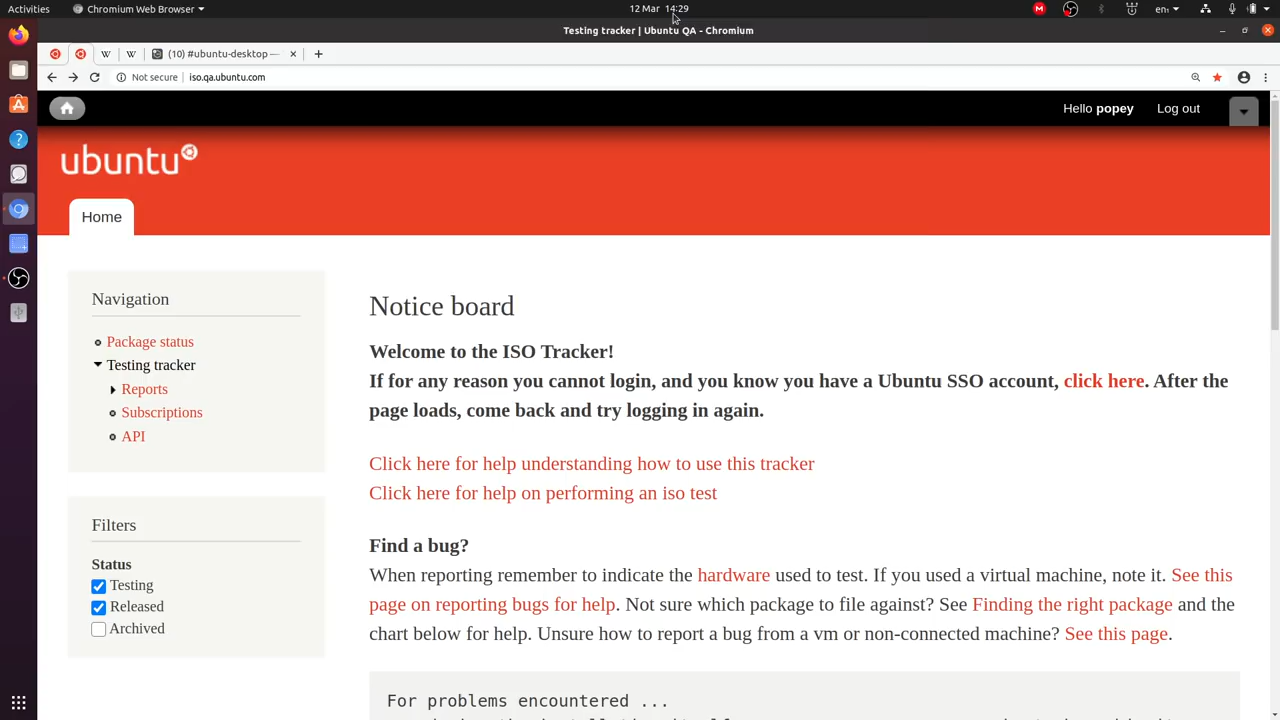 Activities
Chromium Web Browser
12 Mar 14:29
en
Testing tracker | Ubuntu QA - Chromium
(10) #ubuntu-desktop —
Not secure
iso.qa.ubuntu.com
Hello popey
Log out
ubuntu
Home
Navigation
Package status
Testing tracker
Reports
Subscriptions
API
Filters
Status
Testing
Released
Archived
Notice board
Welcome to the ISO Tracker!
If for any reason you cannot login, and you know you have a Ubuntu SSO account, click here. After the
page loads, come back and try logging in again.
Click here for help understanding how to use this tracker
Click here for help on performing an iso test
Find a bug?
When reporting remember to indicate the hardware used to test. If you used a virtual machine, note it. See this
page on reporting bugs for help. Not sure which package to file against? See Finding the right package and the
chart below for help. Unsure how to report a bug from a vm or non-connected machine? See this page.
For problems encountered ...